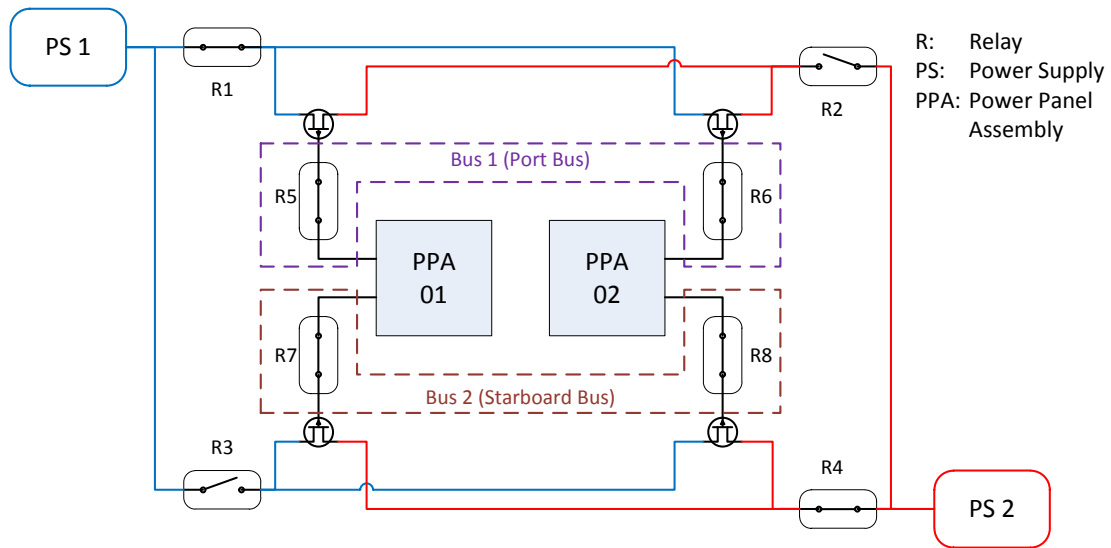 PS 1
R1
R2
R: Relay
PS: Power Supply
PPA: Power Panel
Assembly
Bus 1 (Port Bus)
R5
R6
PPA
01
PPA
02
R7
R8
Bus 2 (Starboard Bus)
R3
R4
PS 2